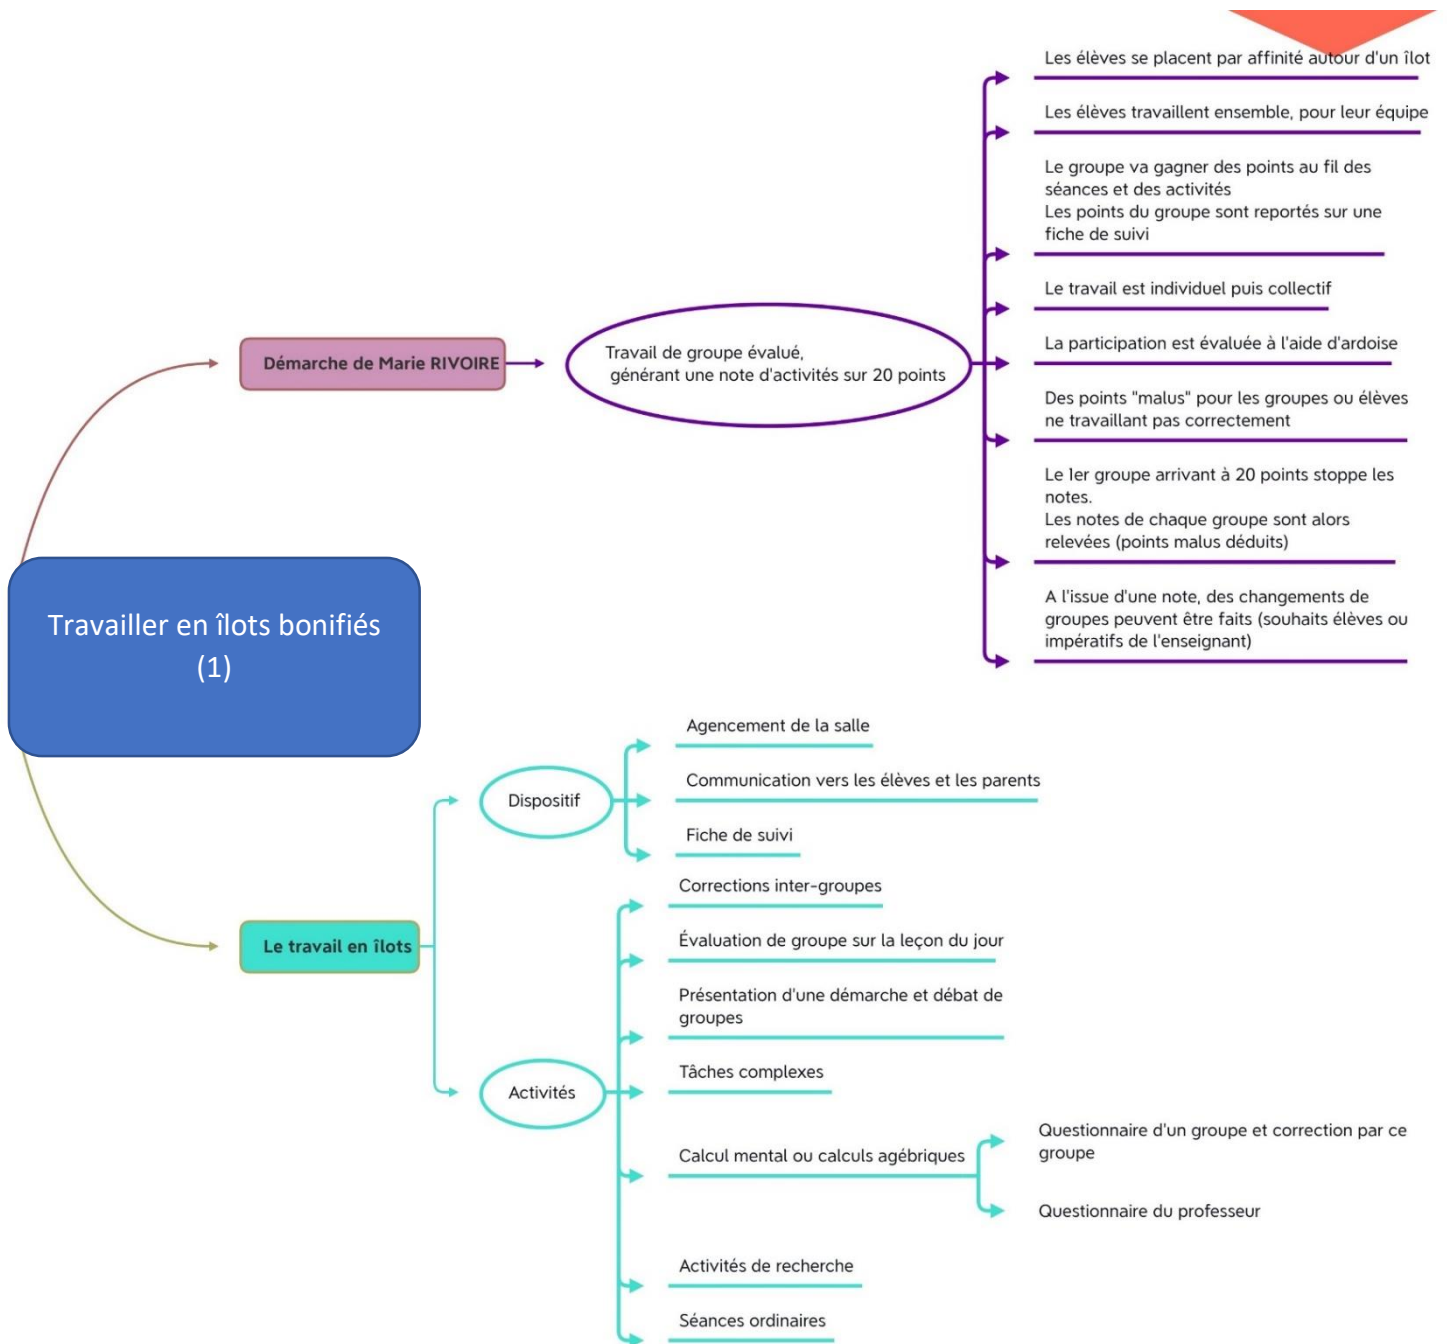 Travailler en îlots bonifiés
(1)
Démarche de Marie RIVOIRE
Travail de groupe évalué,
générant une note d'activités sur 20 points
Les élèves se placent par affinité autour d'un îlot
Les élèves travaillent ensemble, pour leur équipe
Le groupe va gagner des points au fil des
séances et des activités
Les points du groupe sont reportés sur une
fiche de suivi
Le travail est individuel puis collectif
La participation est évaluée à l'aide d'ardoise
Des points "malus" pour les groupes ou élèves
ne travaillant pas correctement
Le 1er groupe arrivant à 20 points stoppe les
notes.
Les notes de chaque groupe sont alors
relevées (points malus déduits)
A l'issue d'une note, des changements de
groupes peuvent être faits (souhaits élèves ou
impératifs de l'enseignant)
Le travail en îlots
Dispositif
Agencement de la salle
Communication vers les élèves et les parents
Fiche de suivi
Activités
Corrections inter-groupes
Évaluation de groupe sur la leçon du jour
Présentation d'une démarche et débat de
groupes
Tâches complexes
Calcul mental ou calculs agébriques
Questionnaire d'un groupe et correction par ce
groupe
Questionnaire du professeur
Activités de recherche
Séances ordinaires